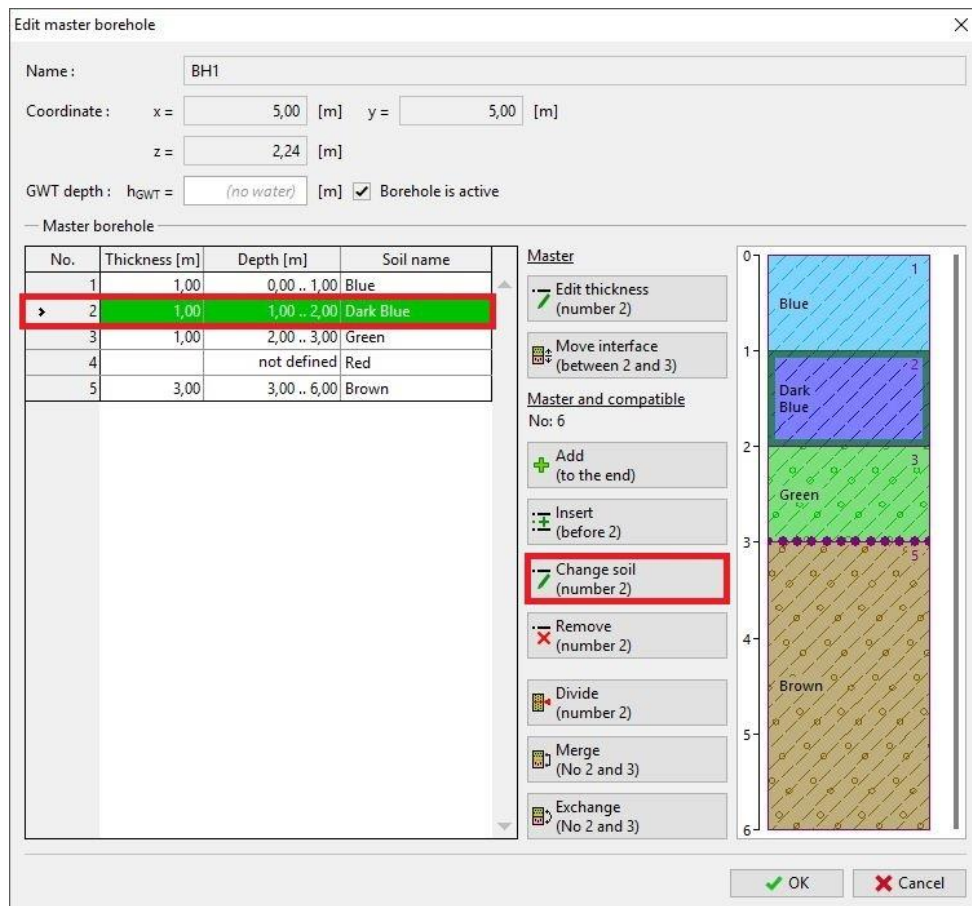 Edit master borehole
Name : BH1
Coordinate : x = 5,00 [m] y = 5,00 [m]
z = 2,24 [m]
GWT depth : hGWT = (no water) [m] Borehole is active
Master borehole
No. Thickness [m] Depth [m] Soil name
1 1,00 0,00 .. 1,00 Blue
2 1,00 1,00 .. 2,00 Dark Blue
3 1,00 2,00 .. 3,00 Green
4 not defined Red
5 3,00 3,00 .. 6,00 Brown
Master
Edit thickness
(number 2)
Move interface
(between 2 and 3)
Master and compatible
No: 6
Add
(to the end)
Insert
(before 2)
Change soil
(number 2)
Remove
(number 2)
Divide
(number 2)
Merge
(No 2 and 3)
Exchange
(No 2 and 3)
0
1
Blue
1
2
Dark
Blue
2
3
Green
3
5
4
Brown
5
6
OK Cancel